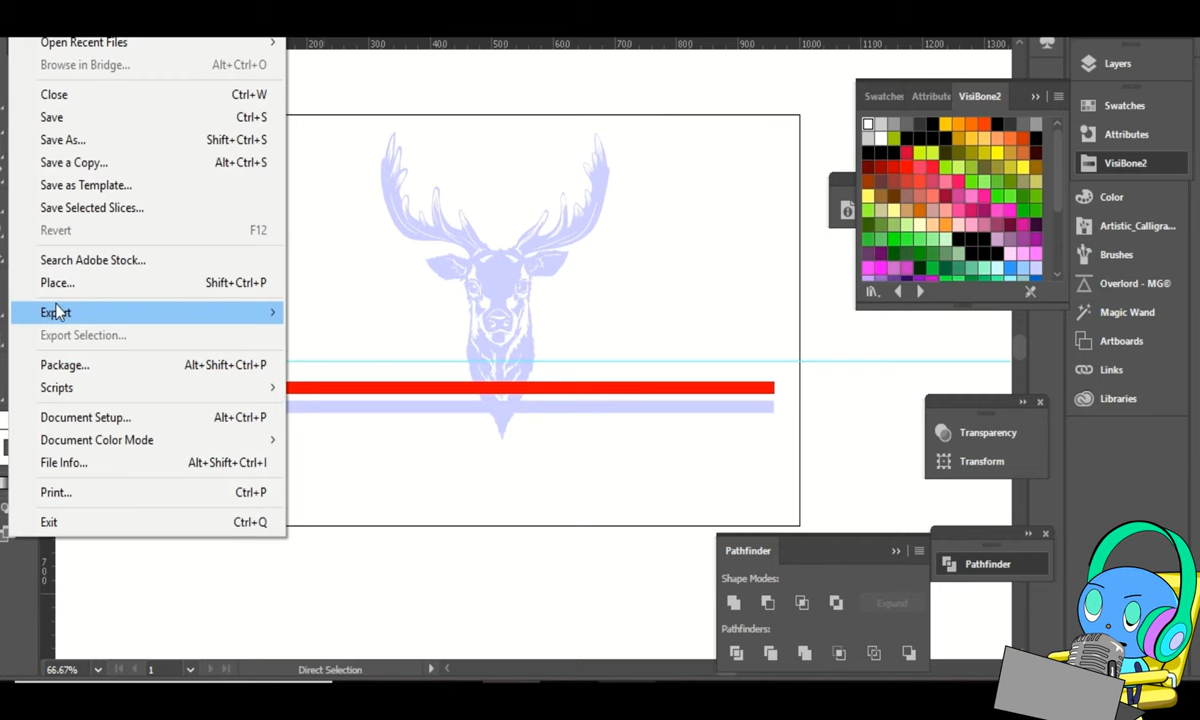 Open Recent Files
Browse in Bridge... Alt+Ctrl+O
Close Ctrl+W
Save Ctrl+S
Save As... Shift+Ctrl+S
Save a Copy... Alt+Ctrl+S
Save as Template...
Save Selected Slices...
Revert F12
Search Adobe Stock...
Place... Shift+Ctrl+P
Export
Export Selection...
Package... Alt+Shift+Ctrl+P
Scripts
Document Setup... Alt+Ctrl+P
Document Color Mode
File Info... Alt+Shift+Ctrl+I
Print... Ctrl+P
Exit Ctrl+Q
200 300 400 500 600 700 800 900 1000 1100 1200 1300
Swatches Attribute VisiBone2
Layers
Swatches
Attributes
VisiBone2
Color
Artistic_Calligra...
Brushes
Overlord - MG®
Magic Wand
Artboards
Links
Libraries
Transparency
Transform
Pathfinder
Shape Modes:
Expand
Pathfinders:
Pathfinder
700
66.67% 1 Direct Selection